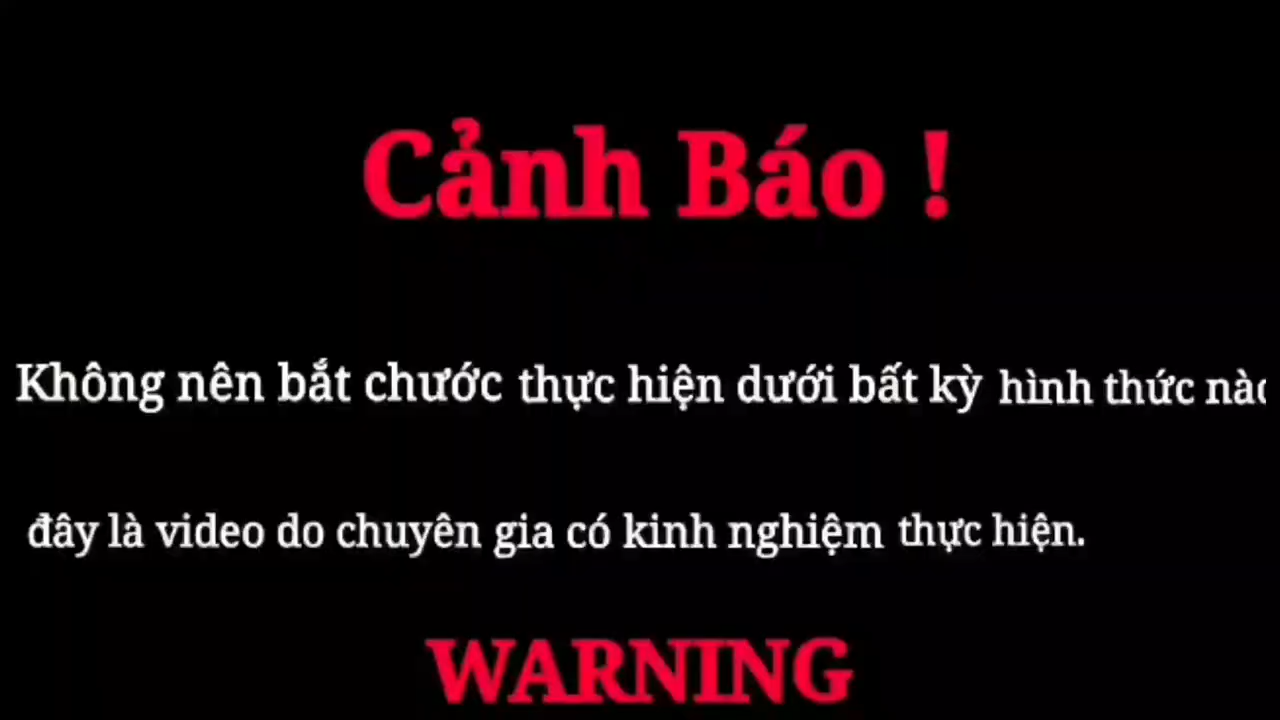 Cảnh Báo !
Không nên bắt chước thực hiện dưới bất kỳ hình thức
đây là video do chuyên gia có kinh nghiệm thực hiện.
WARNING